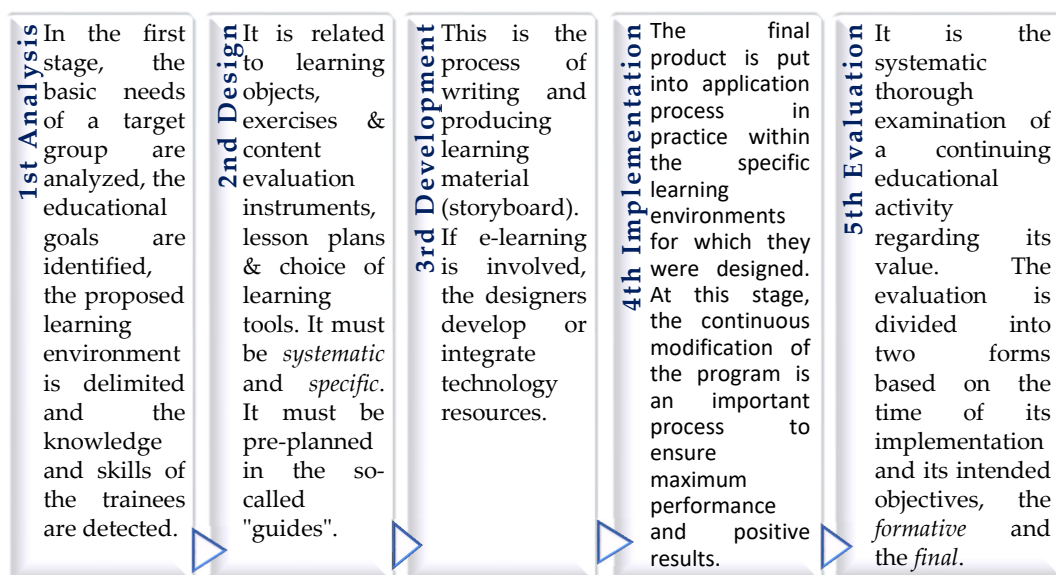 1st Analysis
In the first
stage, the
basic needs
of a target
group are
analyzed, the
educational
goals are
identified,
the proposed
learning
environment
is delimited
and the
knowledge
and skills of
the trainees
are detected.
2nd Design
It is related
to learning
objects,
exercises &
content
evaluation
instruments,
lesson plans
& choice of
learning
tools. It must
be systematic
and specific.
It must be
pre-planned
in the so-
called
"guides".
3rd Development
This is the
process of
writing and
producing
learning
material
(storyboard).
If e-learning
is involved,
the designers
develop or
integrate
technology
resources.
4th Implementation
The final
product is put
into application
process in
practice within
the specific
learning
environments
for which they
were designed.
At this stage,
the continuous
modification of
the program is
an important
process to
ensure
maximum
performance
and positive
results.
5th Evaluation
It is the
systematic
thorough
examination of
a continuing
educational
activity
regarding its
value. The
evaluation is
divided into
two forms
based on the
time of its
implementation
and its intended
objectives, the
formative and
the final.